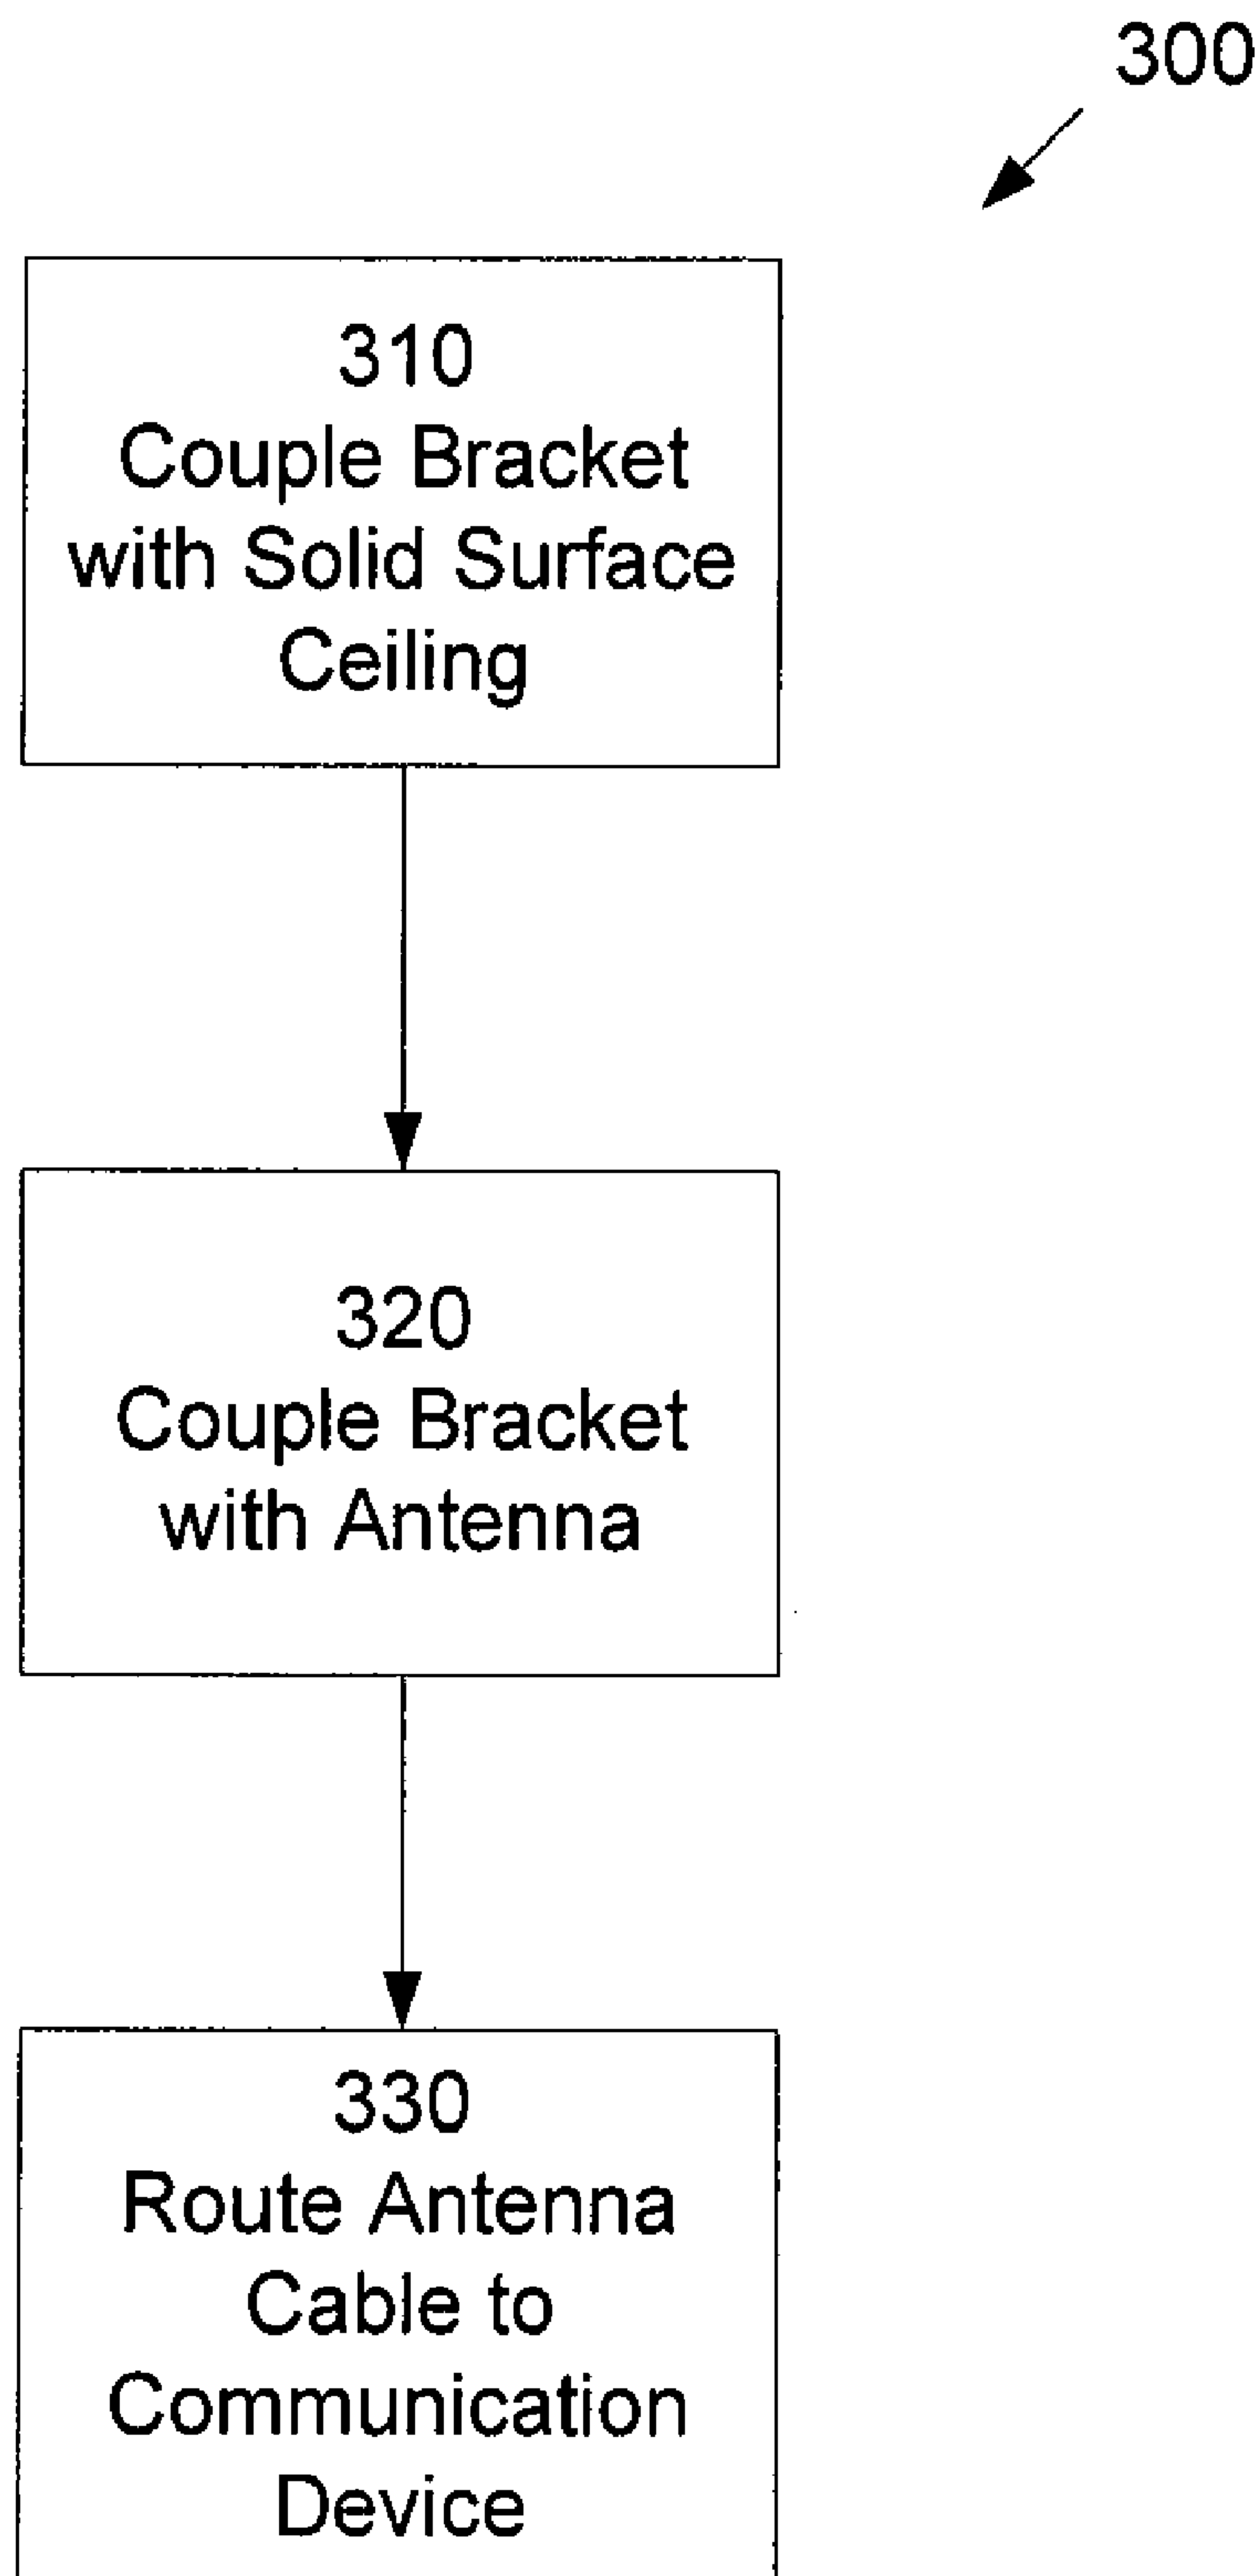 300
310
Couple Bracket
with Solid Surface
Ceiling
320
Couple Bracket
with Antenna
330
Route Antenna
Cable to
Communication
Device